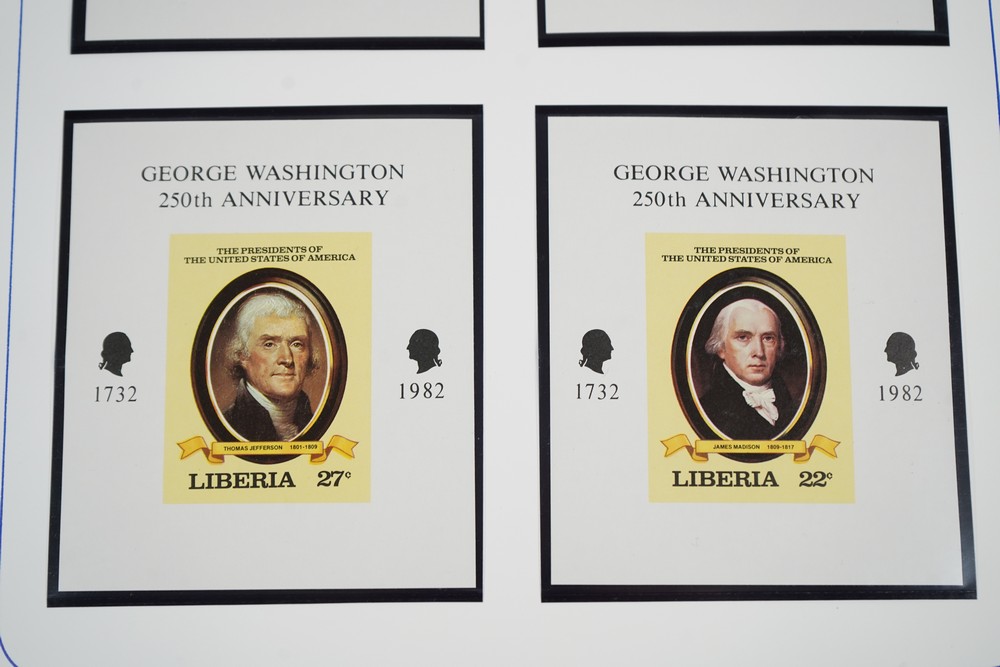 GEORGE WASHINGTON
250th ANNIVERSARY
THE PRESIDENTS OF
THE UNITED STATES OF AMERICA
1732
1982
THOMAS JEFFERSON 1801-1809
LIBERIA 27c
GEORGE WASHINGTON
250th ANNIVERSARY
THE PRESIDENTS OF
THE UNITED STATES OF AMERICA
1732
1982
JAMES MADISON 1809-1817
LIBERIA 22c